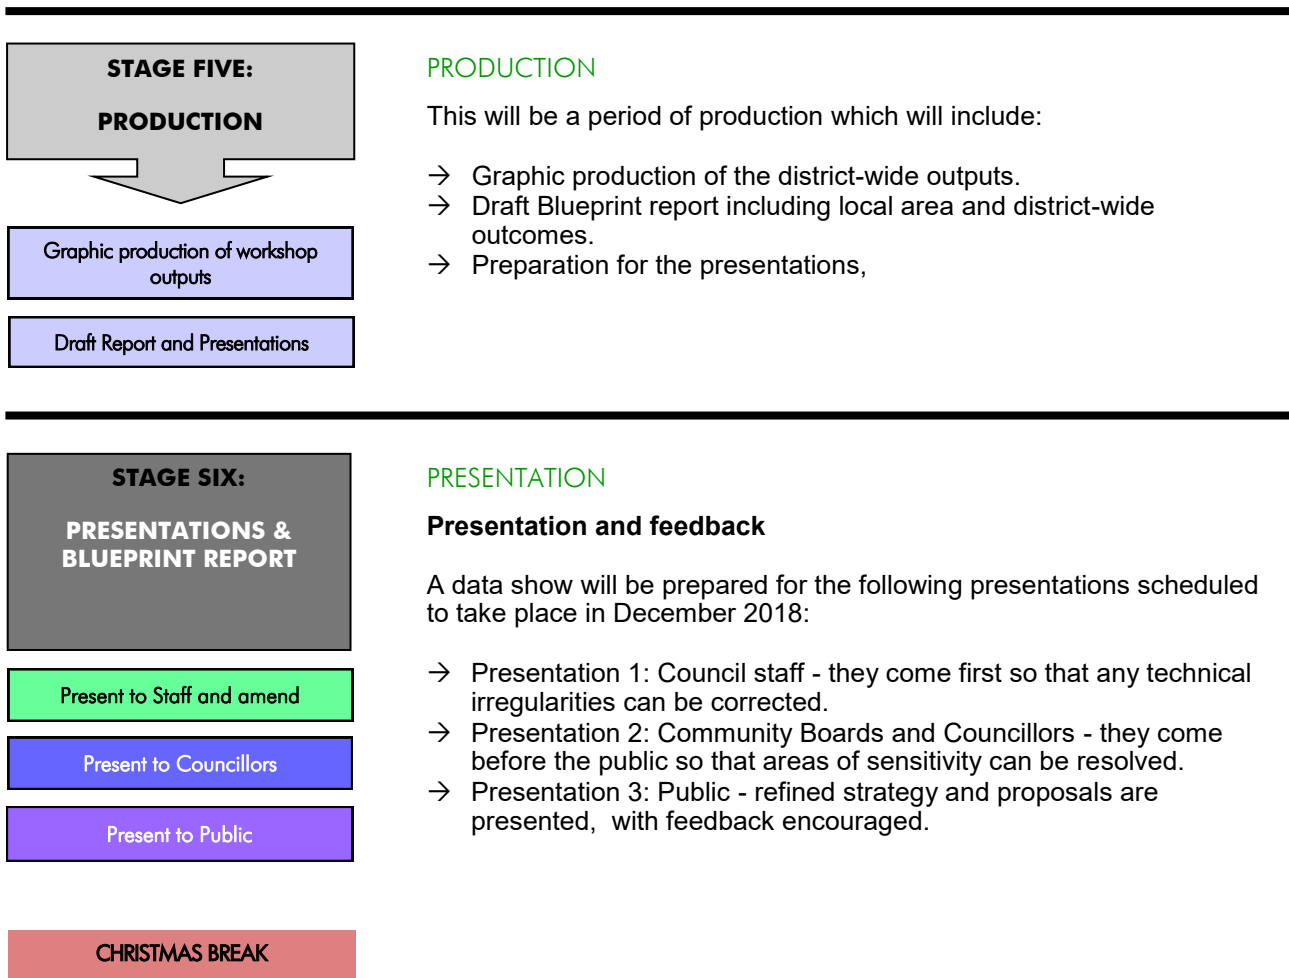 STAGE FIVE:
PRODUCTION
Graphic production of workshop
outputs
Draft Report and Presentations
PRODUCTION
This will be a period of production which will include:
→ Graphic production of the district-wide outputs.
→ Draft Blueprint report including local area and district-wide
outcomes.
→ Preparation for the presentations,
STAGE SIX:
PRESENTATIONS &
BLUEPRINT REPORT
Present to Staff and amend
Present to Councillors
Present to Public
CHRISTMAS BREAK
PRESENTATION
Presentation and feedback
A data show will be prepared for the following presentations scheduled
to take place in December 2018:
→ Presentation 1: Council staff - they come first so that any technical
irregularities can be corrected.
→ Presentation 2: Community Boards and Councillors - they come
before the public so that areas of sensitivity can be resolved.
→ Presentation 3: Public - refined strategy and proposals are
presented,  with feedback encouraged.